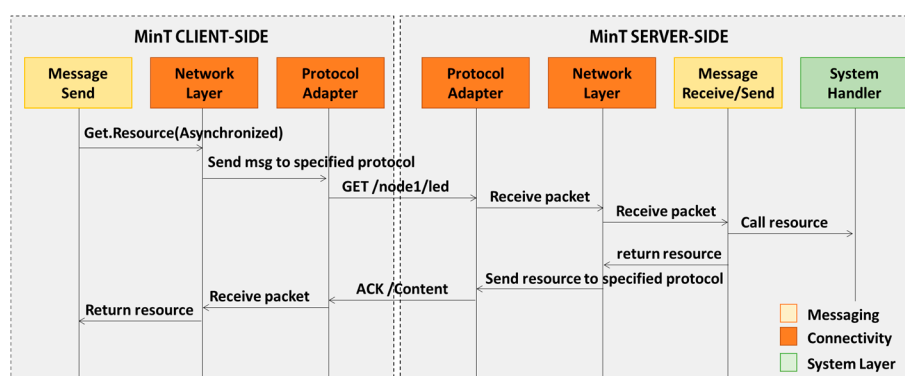 MinT CLIENT-SIDE
MinT SERVER-SIDE
Message
Send
Network
Layer
Protocol
Adapter
Protocol
Adapter
Network
Layer
Message
Receive/Send
System
Handler
Get.Resource(Asynchronized)
Send msg to specified protocol
GET /node1/led
Receive packet
Receive packet
Call resource
return resource
Send resource to specified protocol
ACK /Content
Receive packet
Return resource
Messaging
Connectivity
System Layer